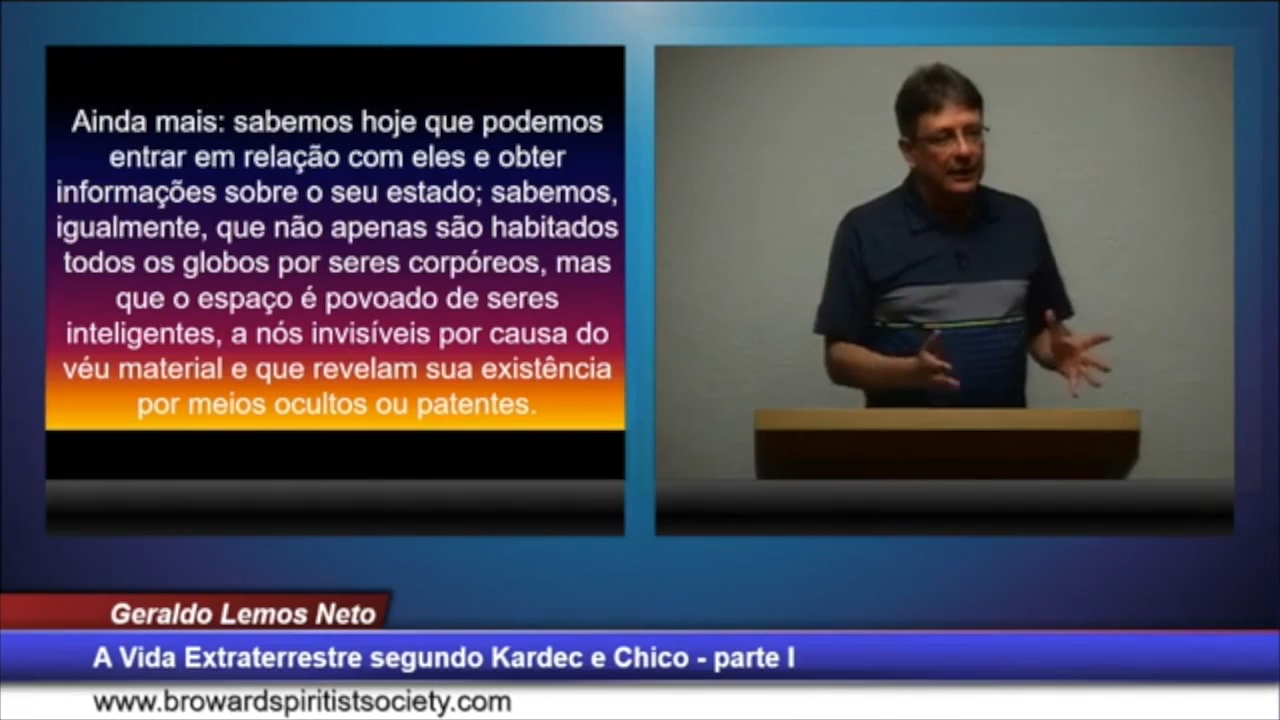 Ainda mais: sabemos hoje que podemos
entrar em relação com eles e obter
informações sobre o seu estado; sabemos,
igualmente, que não apenas são habitados
todos os globos por seres corpóreos, mas
que o espaço é povoado de seres
inteligentes, a nós invisíveis por causa do
véu material e que revelam sua existência
por meios ocultos ou patentes.
Geraldo Lemos Neto
A Vida Extraterrestre segundo Kardec e Chico - parte I
www.browardspiritistsociety.com